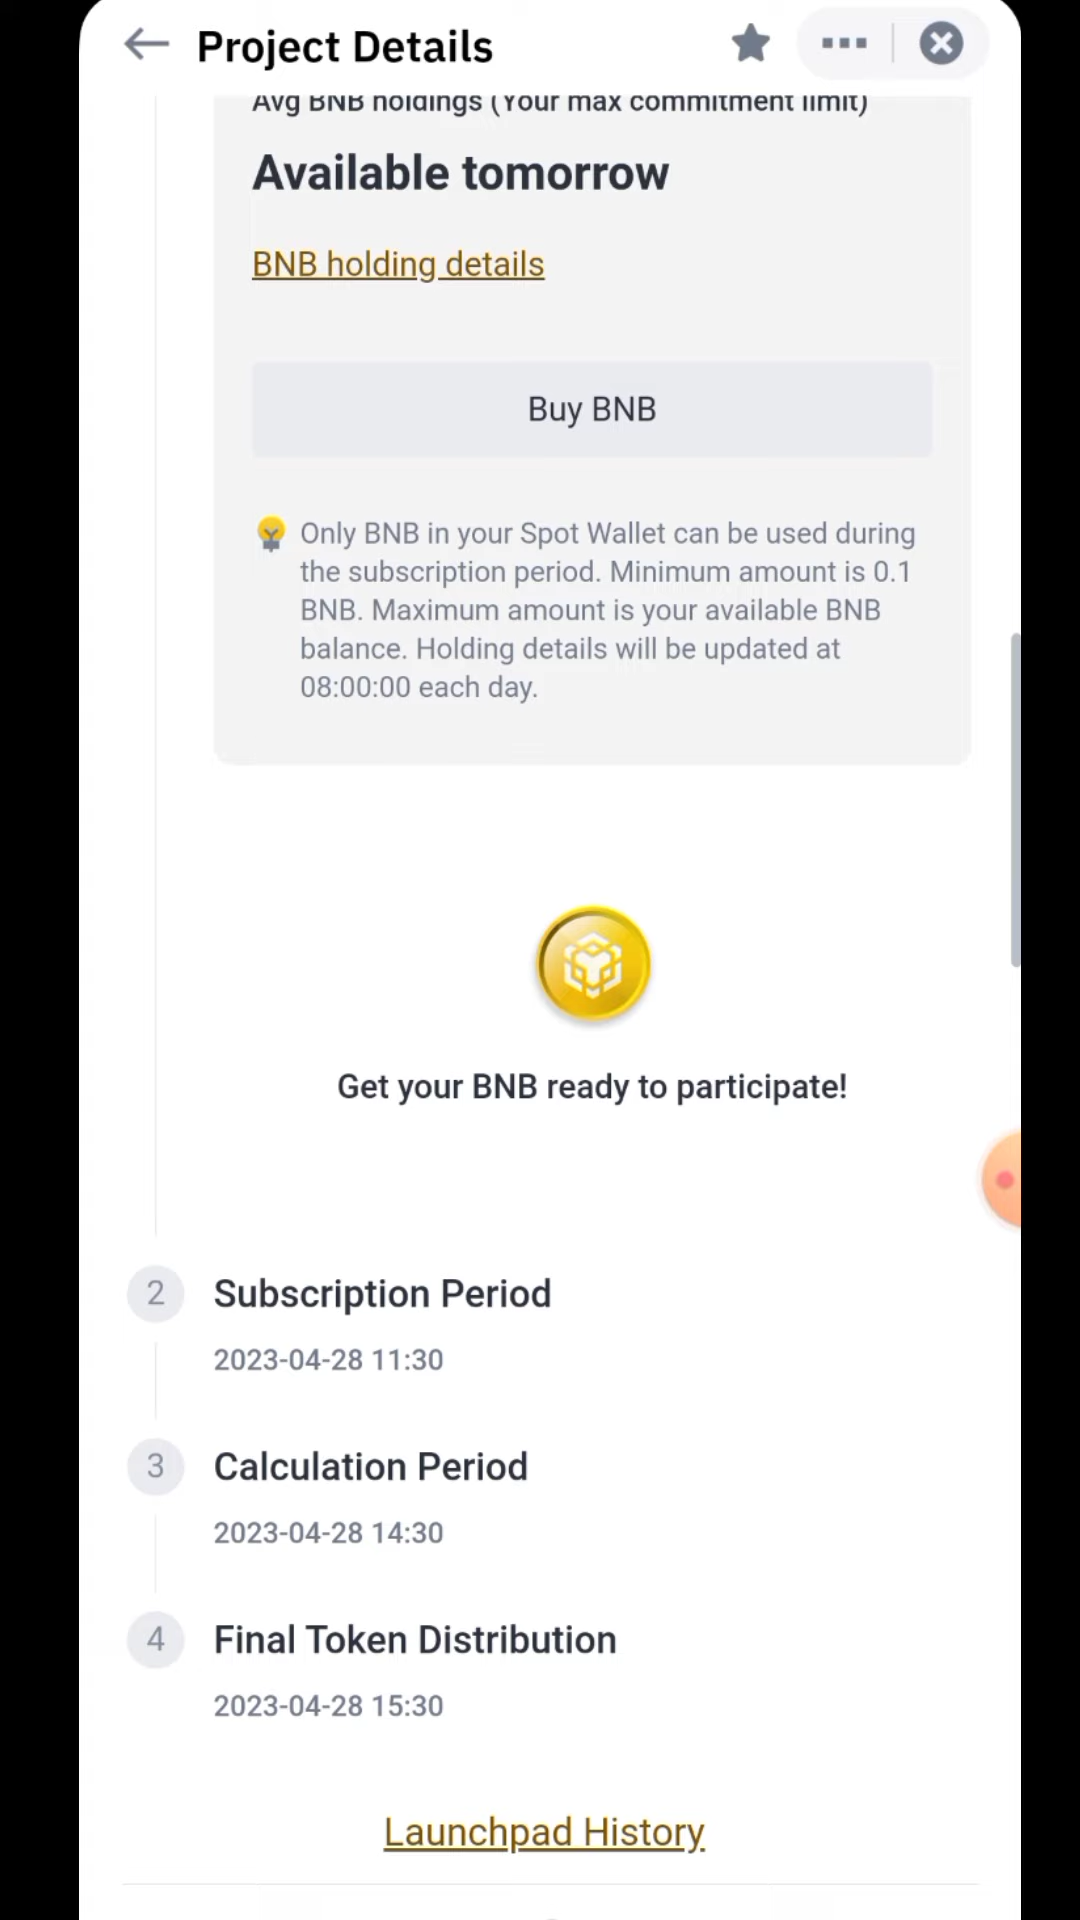 Project Details
Avg BNB holdings (Your max commitment limit)
Available tomorrow
BNB holding details
Buy BNB
Only BNB in your Spot Wallet can be used during
the subscription period. Minimum amount is 0.1
BNB. Maximum amount is your available BNB
balance. Holding details will be updated at
08:00:00 each day.
Get your BNB ready to participate!
2 Subscription Period
2023-04-28 11:30
3 Calculation Period
2023-04-28 14:30
4 Final Token Distribution
2023-04-28 15:30
Launchpad History